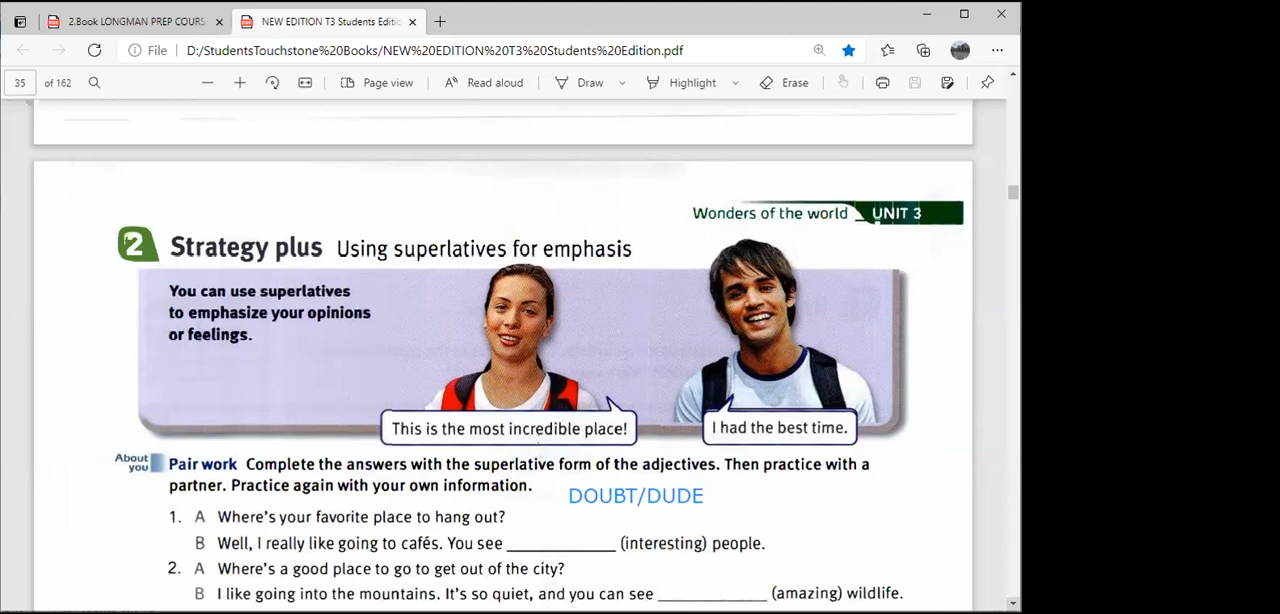 2.Book LONGMAN PREP COURS
NEW EDITION T3 Students Editic
File D:/StudentsTouchstone%20Books/NEW%20EDITION%20T3%20Students%20Edition.pdf
35 of 162 Page view Read aloud Draw Highlight Erase
Wonders of the world UNIT 3
2 Strategy plus Using superlatives for emphasis
You can use superlatives
to emphasize your opinions
or feelings.
This is the most incredible place!
I had the best time.
About
you
Pair work Complete the answers with the superlative form of the adjectives. Then practice with a
partner. Practice again with your own information.
DOUBT/DUDE
1. A Where's your favorite place to hang out?
B Well, I really like going to cafés. You see ____________ (interesting) people.
2. A Where's a good place to go to get out of the city?
B I like going into the mountains. It's so quiet, and you can see ____________ (amazing) wildlife.